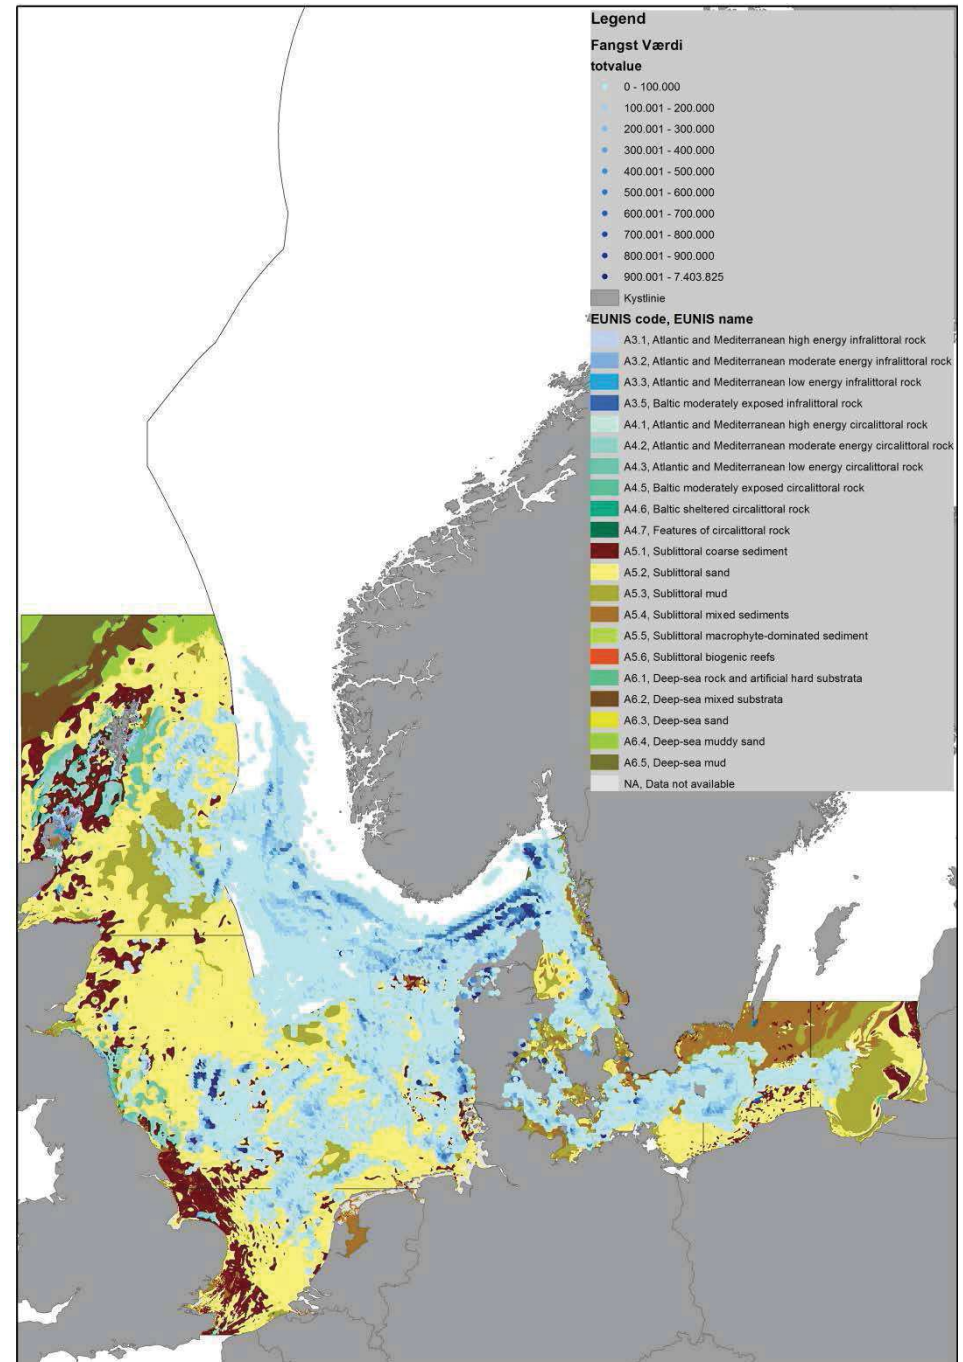 Legend
Fangst Værdi
totvalue
0 - 100.000
100.001 - 200.000
200.001 - 300.000
300.001 - 400.000
400.001 - 500.000
500.001 - 600.000
600.001 - 700.000
700.001 - 800.000
800.001 - 900.000
900.001 - 7.403.825
Kystlinie
EUNIS code, EUNIS name
A3.1, Atlantic and Mediterranean high energy infralittoral rock
A3.2, Atlantic and Mediterranean moderate energy infralittoral rock
A3.3, Atlantic and Mediterranean low energy infralittoral rock
A3.5, Baltic moderately exposed infralittoral rock
A4.1, Atlantic and Mediterranean high energy circalittoral rock
A4.2, Atlantic and Mediterranean moderate energy circalittoral rock
A4.3, Atlantic and Mediterranean low energy circalittoral rock
A4.5, Baltic moderately exposed circalittoral rock
A4.6, Baltic sheltered circalittoral rock
A4.7, Features of circalittoral rock
A5.1, Sublittoral coarse sediment
A5.2, Sublittoral sand
A5.3, Sublittoral mud
A5.4, Sublittoral mixed sediments
A5.5, Sublittoral macrophyte-dominated sediment
A5.6, Sublittoral biogenic reefs
A6.1, Deep-sea rock and artificial hard substrata
A6.2, Deep-sea mixed substrata
A6.3, Deep-sea sand
A6.4, Deep-sea muddy sand
A6.5, Deep-sea mud
NA, Data not available